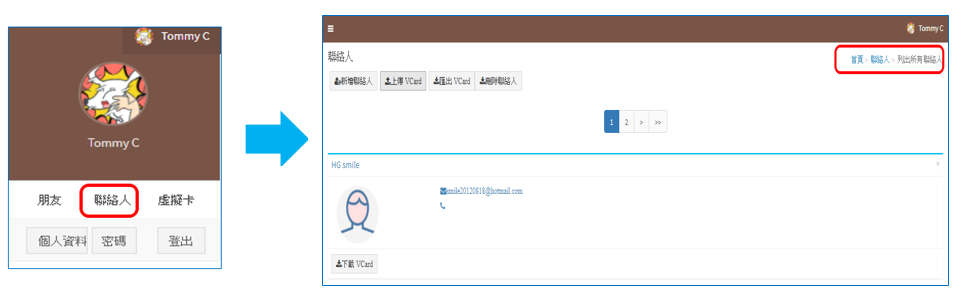 Tommy C
Tommy C
朋友 聯絡人 虛擬卡
個人資料 密碼 登出
Tommy C
聯絡人
首頁 > 聯絡人 > 列出所有聯絡人
新增聯絡人 上傳 VCard 匯出 VCard 刪除聯絡人
1 2 > >>
HG smile ×
smile20120818@hotmail.com
下載 VCard